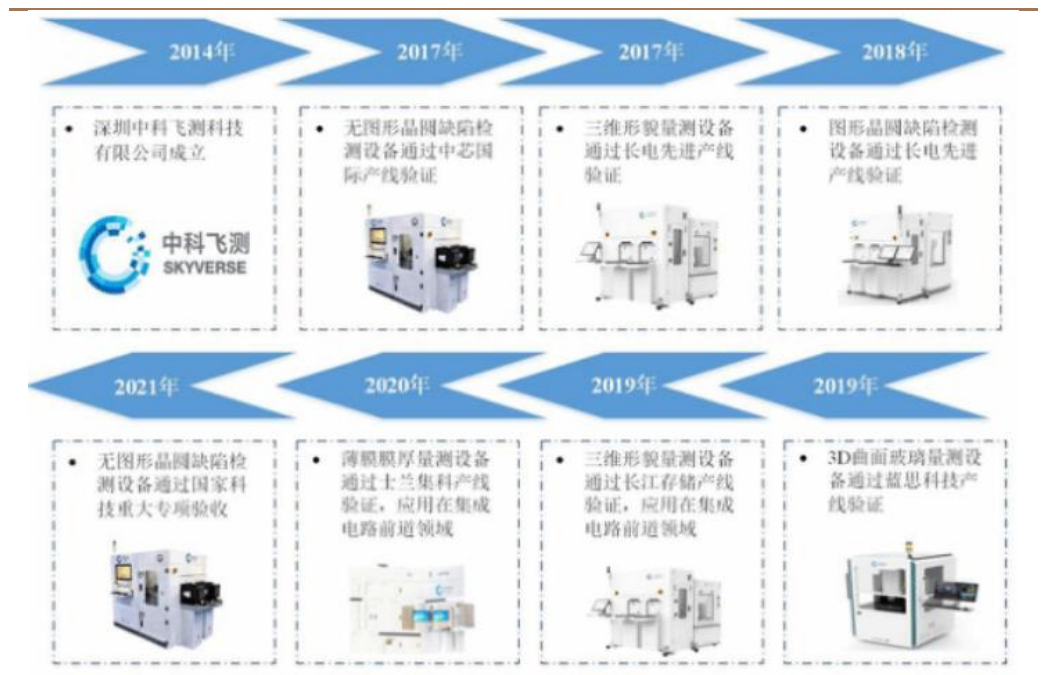 2014年
2017年
2017年
2018年
• 深圳中科飞测科技
有限公司成立
中科飞测
SKYVERSE
• 无图形晶圆缺陷检
测设备通过中芯国
际产线验证
• 三维形貌量测设备
通过长电先进产线
验证
• 图形晶圆缺陷检测
设备通过长电先进
产线验证
2021年
2020年
2019年
2019年
• 无图形晶圆缺陷检
测设备通过国家科
技重大专项验收
• 薄膜膜厚量测设备
通过士兰集科产线
验证，应用在集成
电路前道领域
• 三维形貌量测设备
通过长江存储产线
验证，应用在集成
电路前道领域
• 3D曲面玻璃量测设
备通过蓝思科技产
线验证